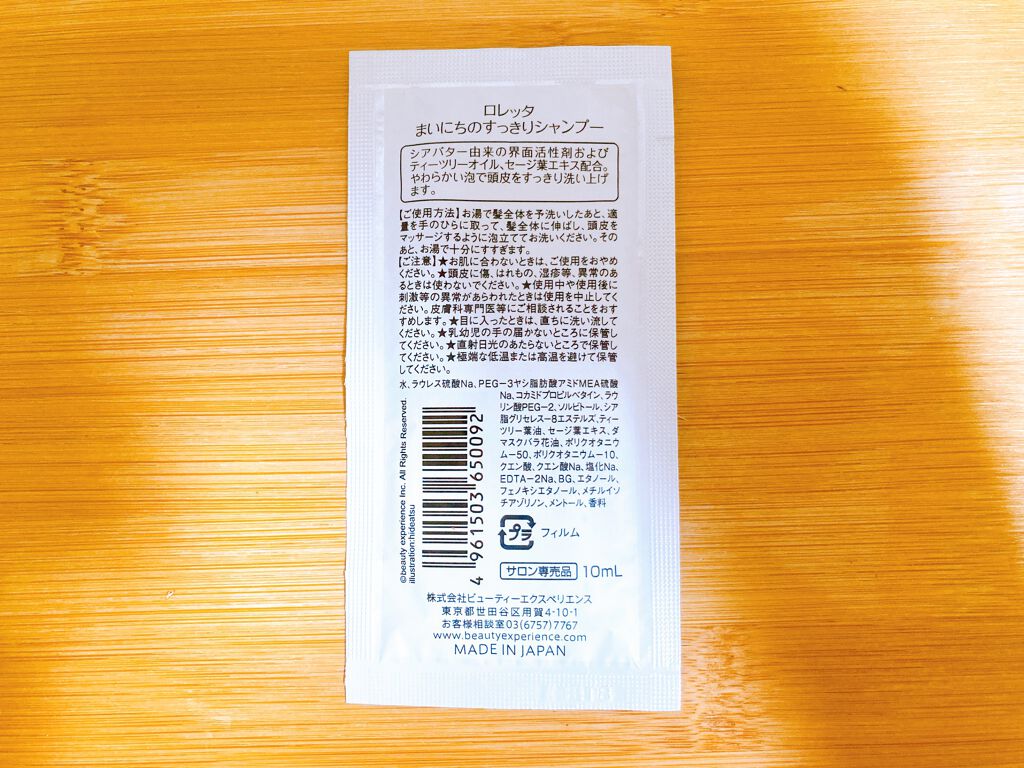 ロレッタ
まいにちのすっきりシャンプー
シアバター由来の界面活性剤および
ティーツリーオイル、セージ葉エキス配合。
やわらかい泡で頭皮をすっきり洗い上げ
ます。
【ご使用方法】お湯で髪全体を予洗いしたあと、適
量を手のひらに取って、髪全体に伸ばし、頭皮を
マッサージするように泡立ててお洗いください。その
あと、お湯で十分にすすぎます。
【ご注意】★お肌に合わないときは、ご使用をおやめ
ください。★頭皮に傷、はれもの、湿疹等、異常のあ
るときは使わないでください。★使用中や使用後に
刺激等の異常があらわれたときは使用を中止してく
ださい。皮膚科専門医等にご相談されることをおす
すめします。★目に入ったときは、直ちに洗い流して
ください。★乳幼児の手の届かないところに保管し
てください。★直射日光のあたらないところで保管し
てください。★極端な低温または高温を避けて保管
してください。
水、ラウレス硫酸Na、PEG-3ヤシ脂肪酸アミドMEA硫酸
Na、コカミドプロピルベタイン、ラウ
リン酸PEG-2、ソルビトール、シア
脂グリセレス-8エステルズ、ティー
ツリー葉油、セージ葉エキス、ダ
マスクバラ花油、ポリクオタニウ
ム-50、ポリクオタニウム-10、
クエン酸、クエン酸Na、塩化Na、
EDTA-2Na、BG、エタノール、
フェノキシエタノール、メチルイソ
チアゾリノン、メントール、香料
©beauty experience Inc. All Rights Reserved.
illustration:hideatsu
4 961503 650092
プラ フィルム
サロン専売品 10mL
株式会社ビューティーエクスペリエンス
東京都世田谷区用賀4-10-1
お客様相談室03(6757)7767
www.beautyexperience.com
MADE IN JAPAN